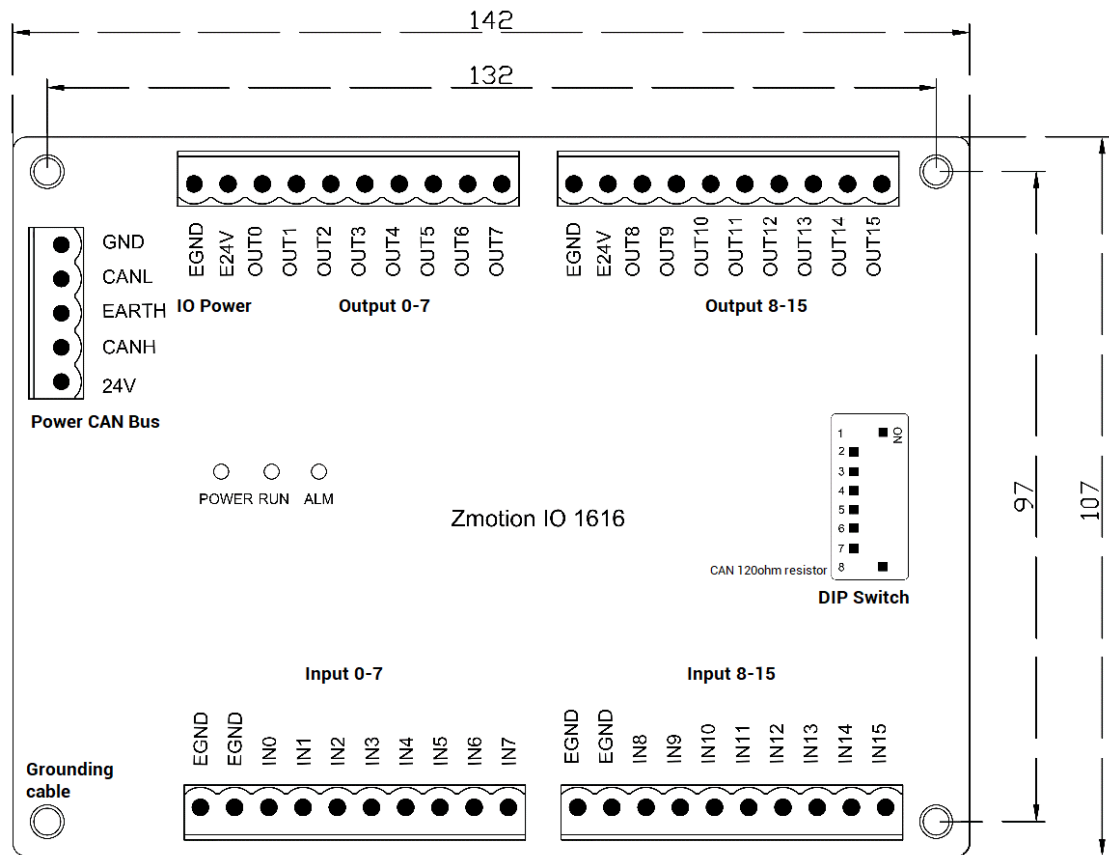 142
132
GND
CANL
EARTH
CANH
24V
Power CAN Bus
EGND
E24V
OUT0
OUT1
OUT2
OUT3
OUT4
OUT5
OUT6
OUT7
IO Power
Output 0-7
EGND
E24V
OUT8
OUT9
OUT10
OUT11
OUT12
OUT13
OUT14
OUT15
Output 8-15
POWER RUN ALM
Zmotion IO 1616
1
ON
2
3
4
5
6
7
8
CAN 120ohm resistor
DIP Switch
97
107
Input 0-7
Input 8-15
EGND
EGND
IN0
IN1
IN2
IN3
IN4
IN5
IN6
IN7
EGND
EGND
IN8
IN9
IN10
IN11
IN12
IN13
IN14
IN15
Grounding
cable